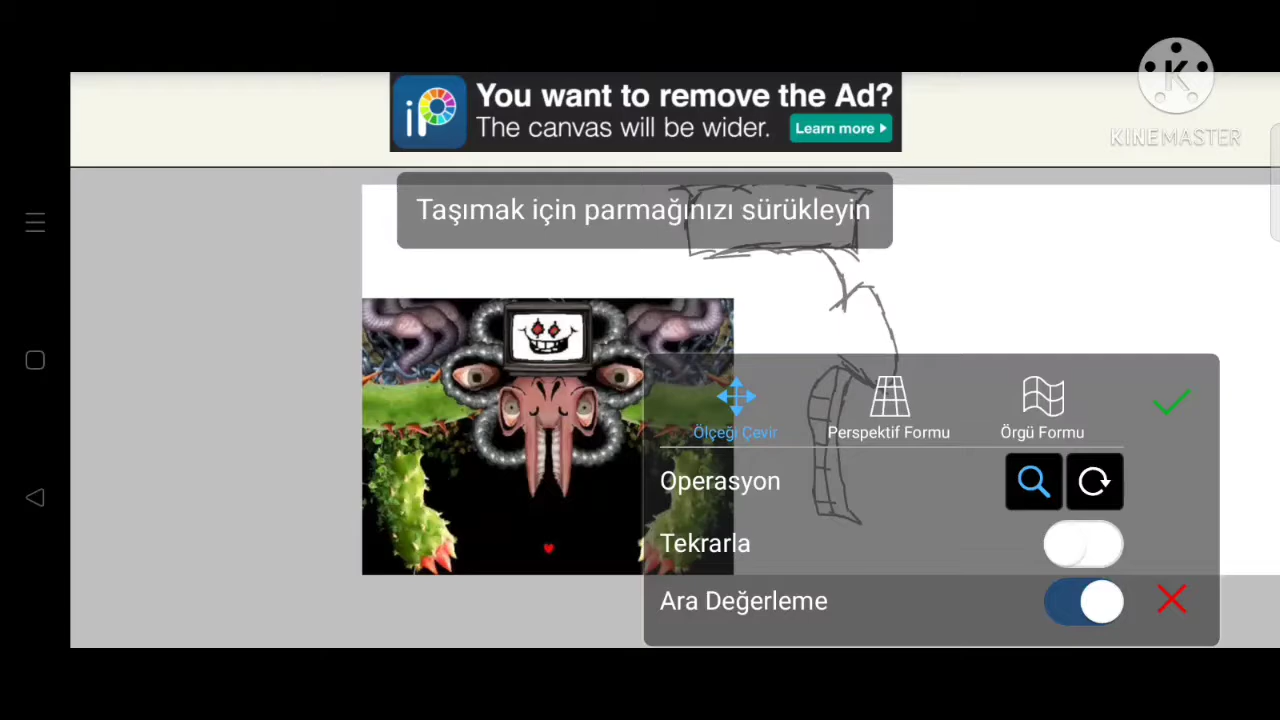 You want to remove the Ad?
iP
The canvas will be wider.
Learn more
K
KINEMASTER
Taşımak için parmağınızı sürükleyin
Ölçeği Çevir
Perspektif Formu
Örgü Formu
Operasyon
Tekrarla
Ara Değerleme